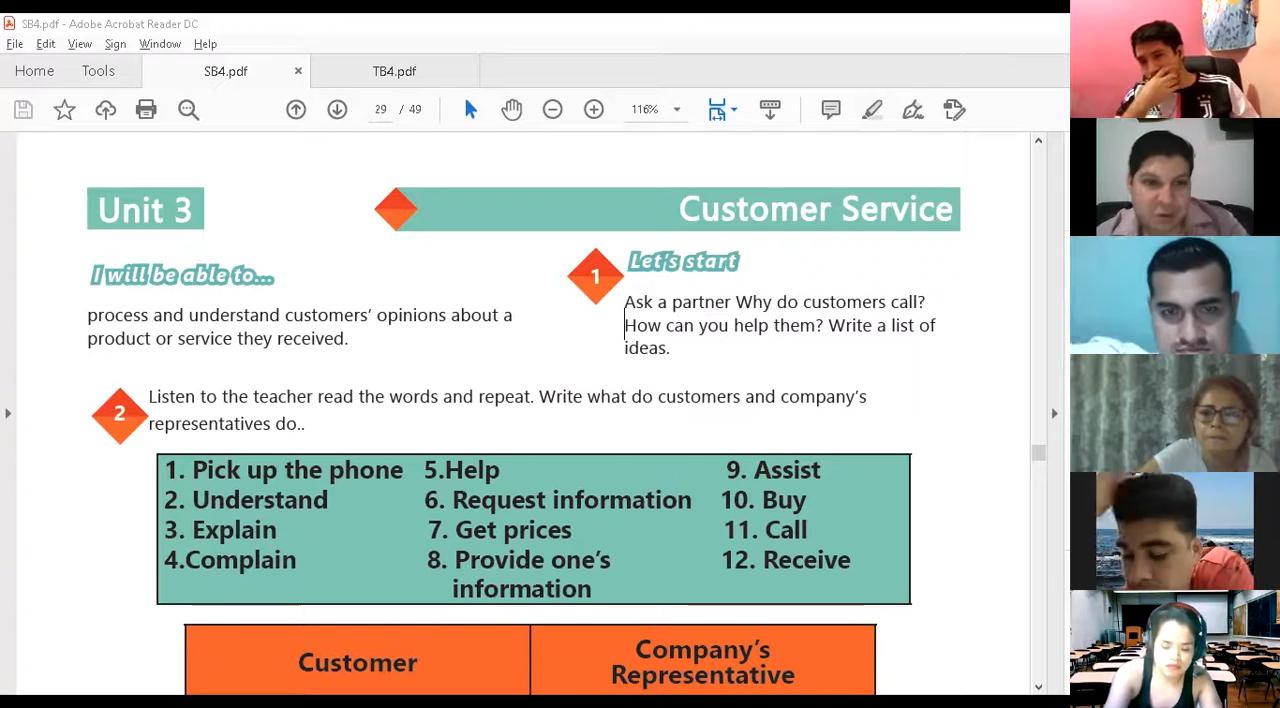 SB4.pdf - Adobe Acrobat Reader DC
File Edit View Sign Window Help
Home Tools SB4.pdf × TB4.pdf
29 / 49 116%
Unit 3
Customer Service
I will be able to...
process and understand customers’ opinions about a
product or service they received.
1 Let’s start
Ask a partner Why do customers call?
How can you help them? Write a list of
ideas.
2 Listen to the teacher read the words and repeat. Write what do customers and company’s
representatives do..
1. Pick up the phone 5.Help 9. Assist
2. Understand 6. Request information 10. Buy
3. Explain 7. Get prices 11. Call
4.Complain 8. Provide one’s 12. Receive
information
Customer Company’s
Representative